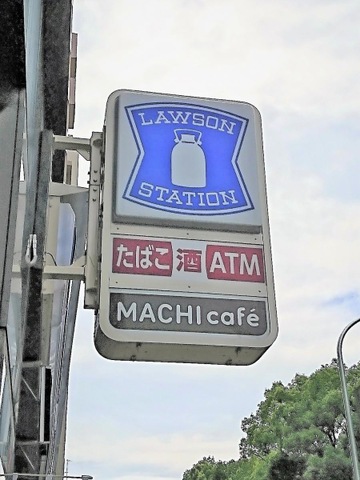 LAWSON
STATION
たばこ 酒 ATM
MACHI café